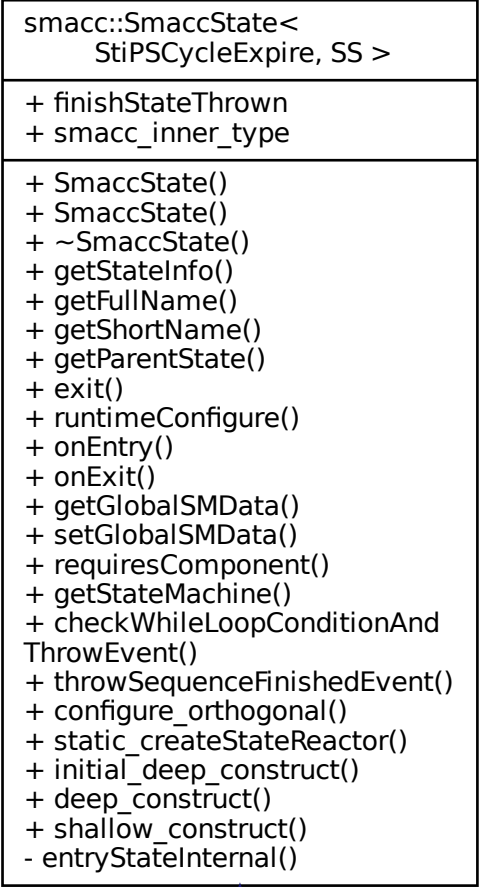 smacc::SmaccState<
StiPSCycleExpire, SS >
+ finishStateThrown
+ smacc_inner_type
+ SmaccState()
+ SmaccState()
+ ~SmaccState()
+ getStateInfo()
+ getFullName()
+ getShortName()
+ getParentState()
+ exit()
+ runtimeConfigure()
+ onEntry()
+ onExit()
+ getGlobalSMData()
+ setGlobalSMData()
+ requiresComponent()
+ getStateMachine()
+ checkWhileLoopConditionAnd
ThrowEvent()
+ throwSequenceFinishedEvent()
+ configure_orthogonal()
+ static_createStateReactor()
+ initial_deep_construct()
+ deep_construct()
+ shallow_construct()
- entryStateInternal()